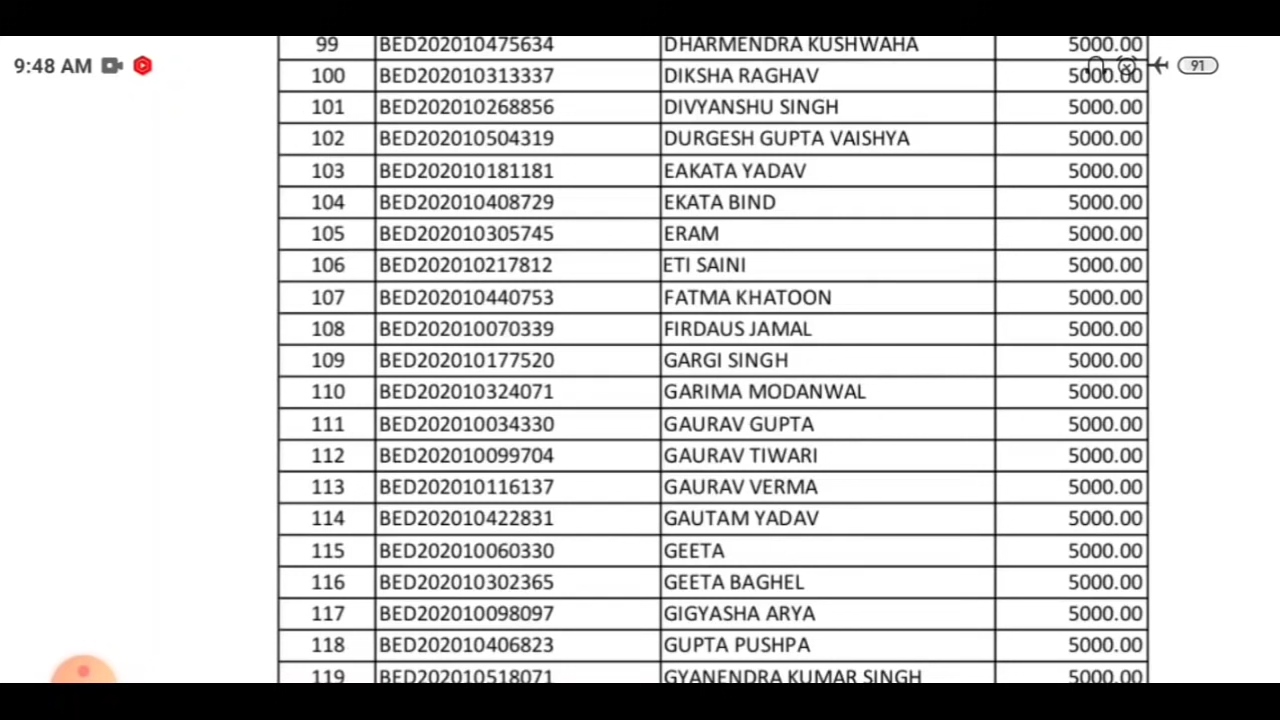 99 BED202010475634 DHARMENDRA KUSHWAHA 5000.00
9:48 AM 91
100 BED202010313337 DIKSHA RAGHAV 5000.00
101 BED202010268856 DIVYANSHU SINGH 5000.00
102 BED202010504319 DURGESH GUPTA VAISHYA 5000.00
103 BED202010181181 EAKATA YADAV 5000.00
104 BED202010408729 EKATA BIND 5000.00
105 BED202010305745 ERAM 5000.00
106 BED202010217812 ETI SAINI 5000.00
107 BED202010440753 FATMA KHATOON 5000.00
108 BED202010070339 FIRDAUS JAMAL 5000.00
109 BED202010177520 GARGI SINGH 5000.00
110 BED202010324071 GARIMA MODANWAL 5000.00
111 BED202010034330 GAURAV GUPTA 5000.00
112 BED202010099704 GAURAV TIWARI 5000.00
113 BED202010116137 GAURAV VERMA 5000.00
114 BED202010422831 GAUTAM YADAV 5000.00
115 BED202010060330 GEETA 5000.00
116 BED202010302365 GEETA BAGHEL 5000.00
117 BED202010098097 GIGYASHA ARYA 5000.00
118 BED202010406823 GUPTA PUSHPA 5000.00
119 BED202010518071 GYANENDRA KUMAR SINGH 5000.00